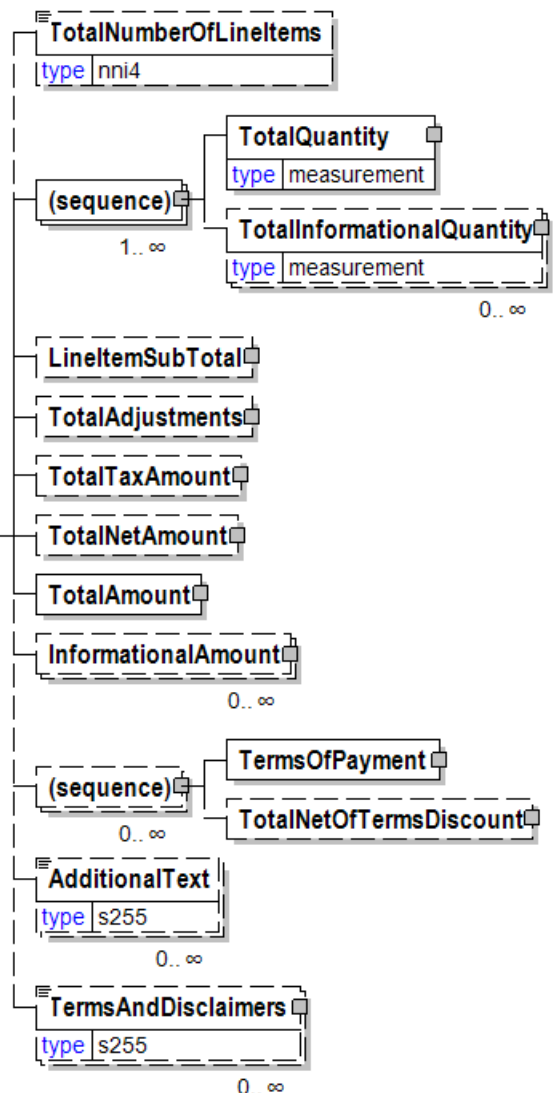 TotalNumberOfLineItems
type nni4
TotalQuantity
type measurement
(sequence)
1.. ∞
TotalInformationalQuantity
type measurement
0.. ∞
LineItemSubTotal
TotalAdjustments
TotalTaxAmount
TotalNetAmount
TotalAmount
InformationalAmount
0.. ∞
TermsOfPayment
(sequence)
0.. ∞
TotalNetOfTermsDiscount
AdditionalText
type s255
0.. ∞
TermsAndDisclaimers
type s255
0.. ∞